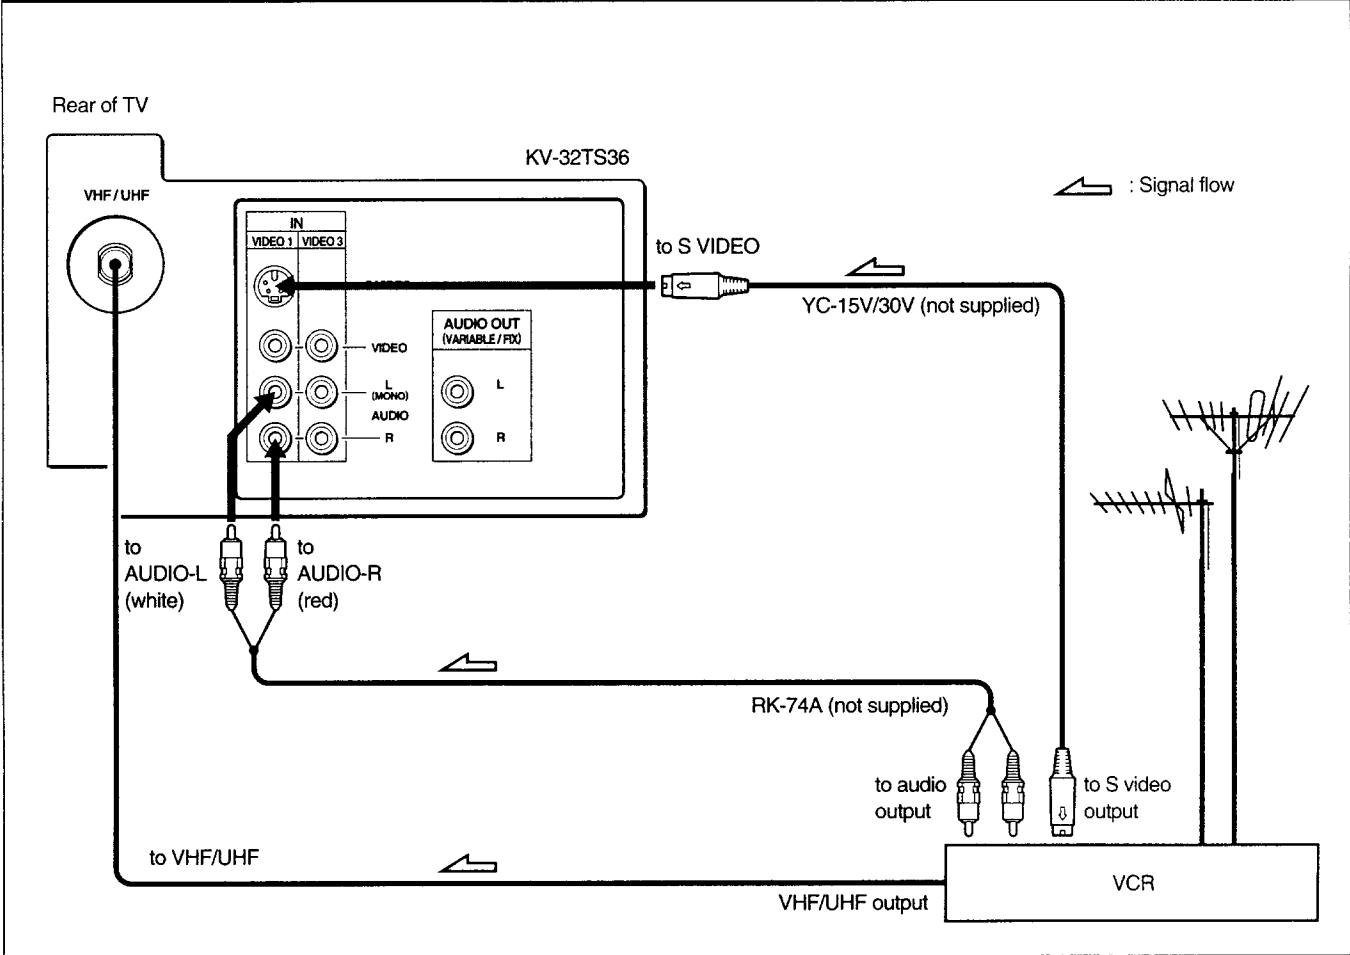 Rear of TV
KV-32TS36
VHF/UHF
: Signal flow
IN
VIDEO 1 VIDEO 3
to S VIDEO
YC-15V/30V (not supplied)
AUDIO OUT
(VARIABLE / FIX)
VIDEO
L
(MONO)
L
AUDIO
R
R
to
AUDIO-L
(white)
to
AUDIO-R
(red)
RK-74A (not supplied)
to audio
output
to S video
output
to VHF/UHF
VCR
VHF/UHF output